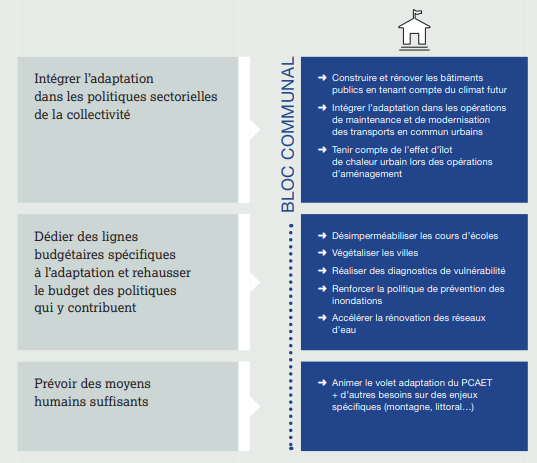 Intégrer l’adaptation
dans les politiques sectorielles
de la collectivité
BLOC COMMUNAL
➜ Construire et rénover les bâtiments
publics en tenant compte du climat futur
➜ Intégrer l’adaptation dans les opérations
de maintenance et de modernisation
des transports en commun urbains
➜ Tenir compte de l’effet d’îlot
de chaleur urbain lors des opérations
d’aménagement
Dédier des lignes
budgétaires spécifiques
à l’adaptation et rehausser
le budget des politiques
qui y contribuent
➜ Désimperméabiliser les cours d’écoles
➜ Végétaliser les villes
➜ Réaliser des diagnostics de vulnérabilité
➜ Renforcer la politique de prévention des
inondations
➜ Accélérer la rénovation des réseaux
d’eau
Prévoir des moyens
humains suffisants
➜ Animer le volet adaptation du PCAET
+ d’autres besoins sur des enjeux
spécifiques (montagne, littoral…)